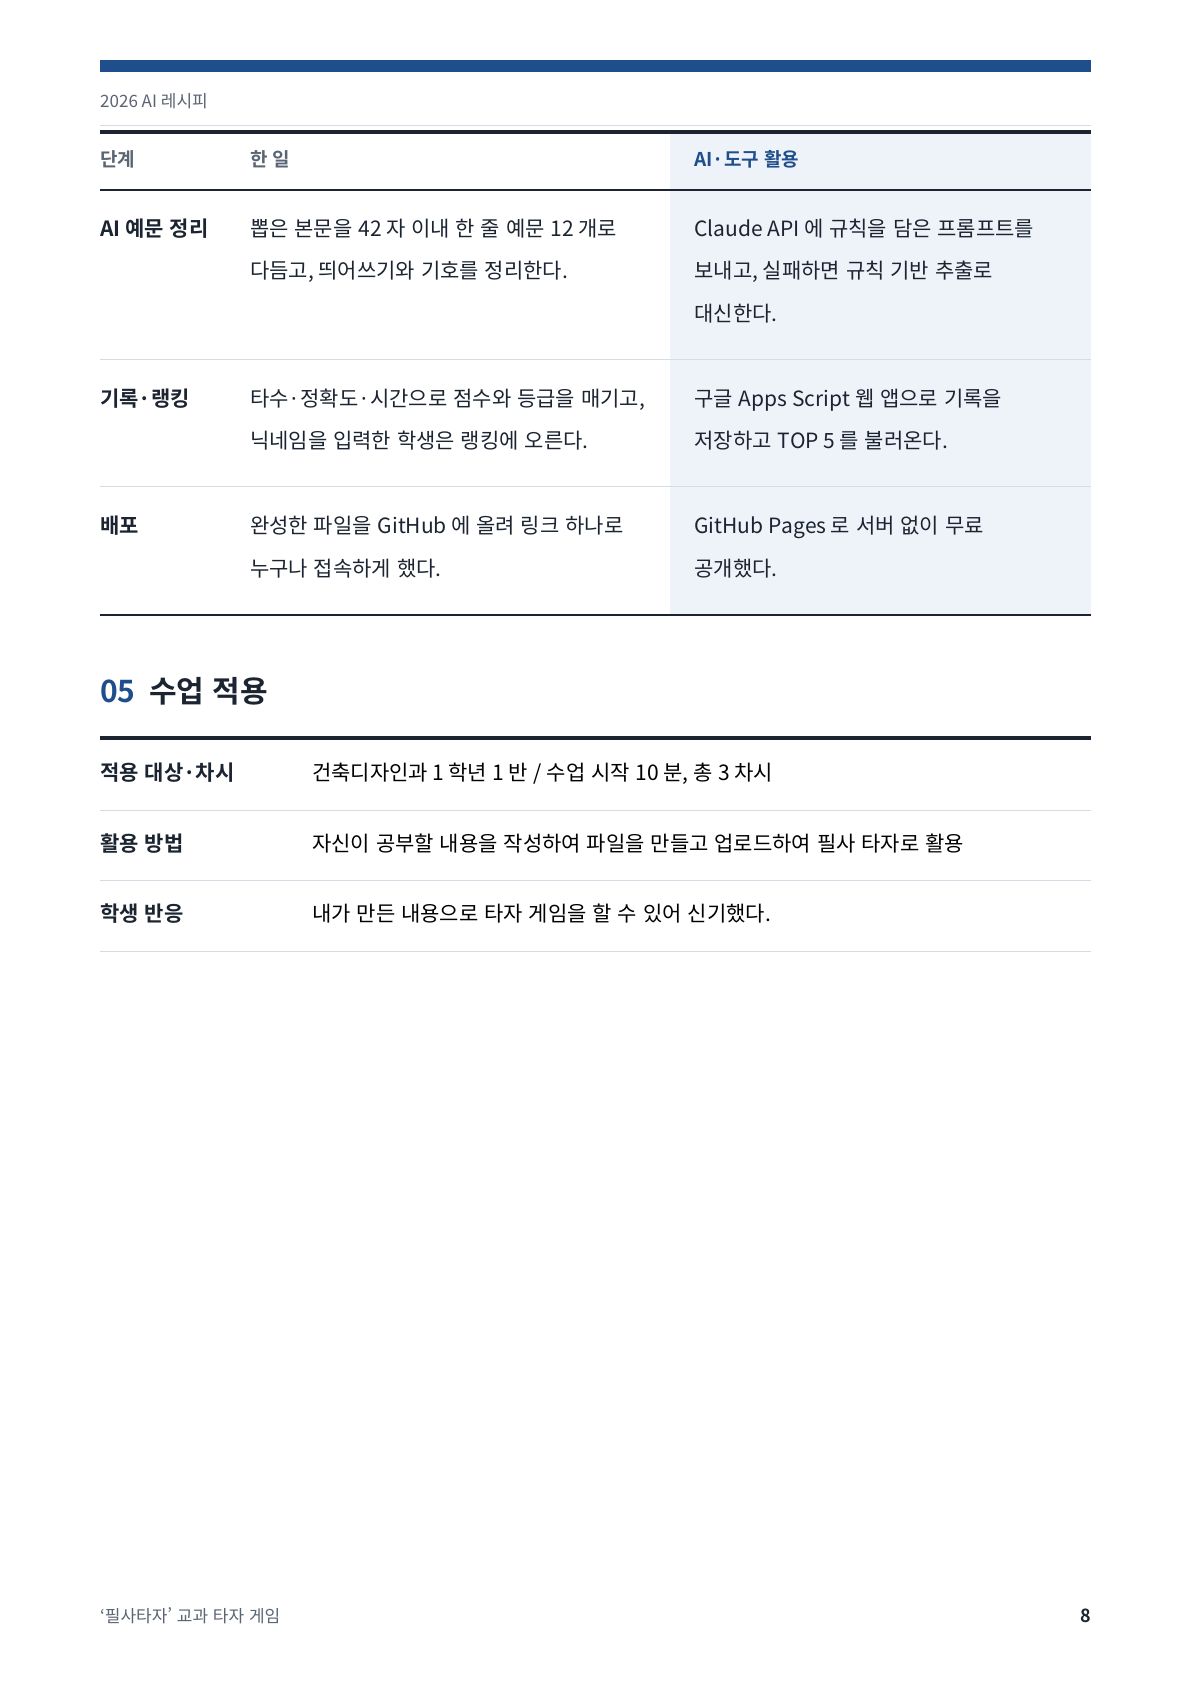 2026 AI 레시피
단계 한 일 AI·도구 활용
AI 예문 정리 뽑은 본문을 42 자 이내 한 줄 예문 12 개로 Claude API 에 규칙을 담은 프롬프트를
다듬고, 띄어쓰기와 기호를 정리한다. 보내고, 실패하면 규칙 기반 추출로
대신한다.
기록·랭킹 타수·정확도·시간으로 점수와 등급을 매기고, 구글 Apps Script 웹 앱으로 기록을
닉네임을 입력한 학생은 랭킹에 오른다. 저장하고 TOP 5 를 불러온다.
배포 완성한 파일을 GitHub 에 올려 링크 하나로 GitHub Pages 로 서버 없이 무료
누구나 접속하게 했다. 공개했다.
05 수업 적용
적용 대상·차시 건축디자인과 1 학년 1 반 / 수업 시작 10 분, 총 3 차시
활용 방법 자신이 공부할 내용을 작성하여 파일을 만들고 업로드하여 필사 타자로 활용
학생 반응 내가 만든 내용으로 타자 게임을 할 수 있어 신기했다.
‘필사타자’ 교과 타자 게임 8